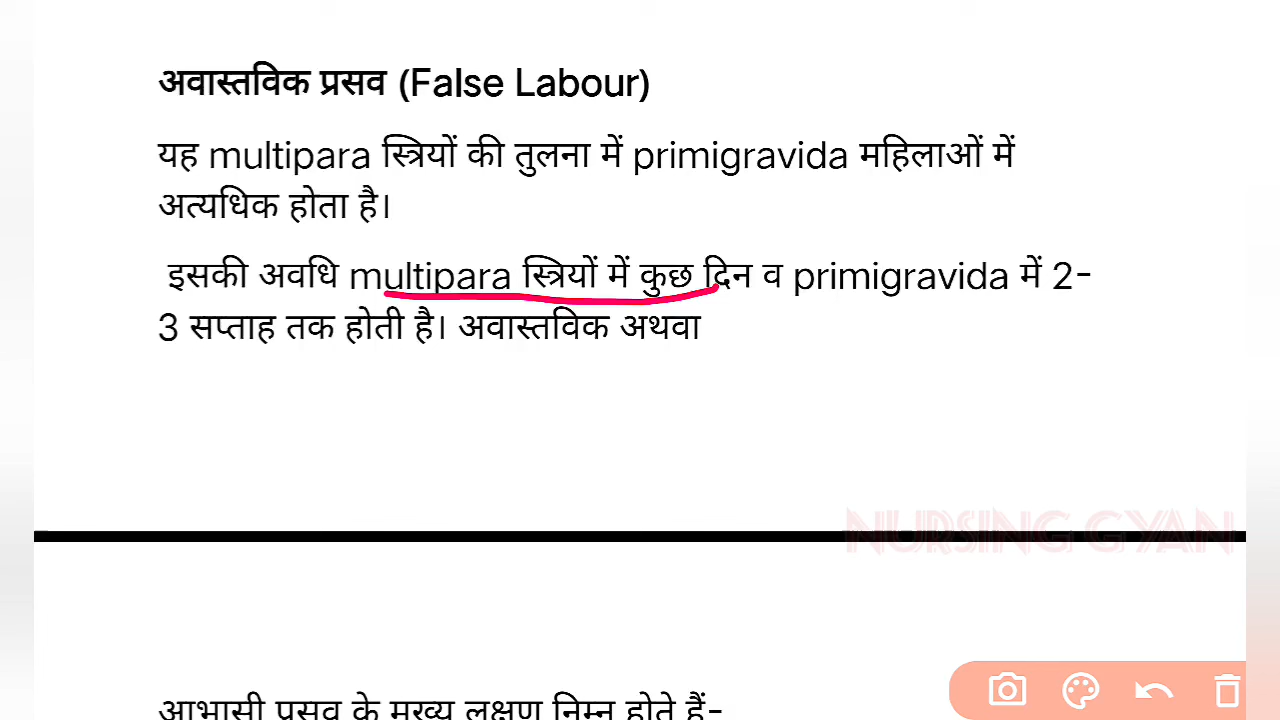 अवास्तविक प्रसव (False Labour)
यह multipara स्त्रियों की तुलना में primigravida महिलाओं में
अत्यधिक होता है।
इसकी अवधि multipara स्त्रियों में कुछ दिन व primigravida में 2-
3 सप्ताह तक होती है। अवास्तविक अथवा
NURSING GYAN
आभासी प्रसव के मुख्य लक्षण निम्न होते हैं-